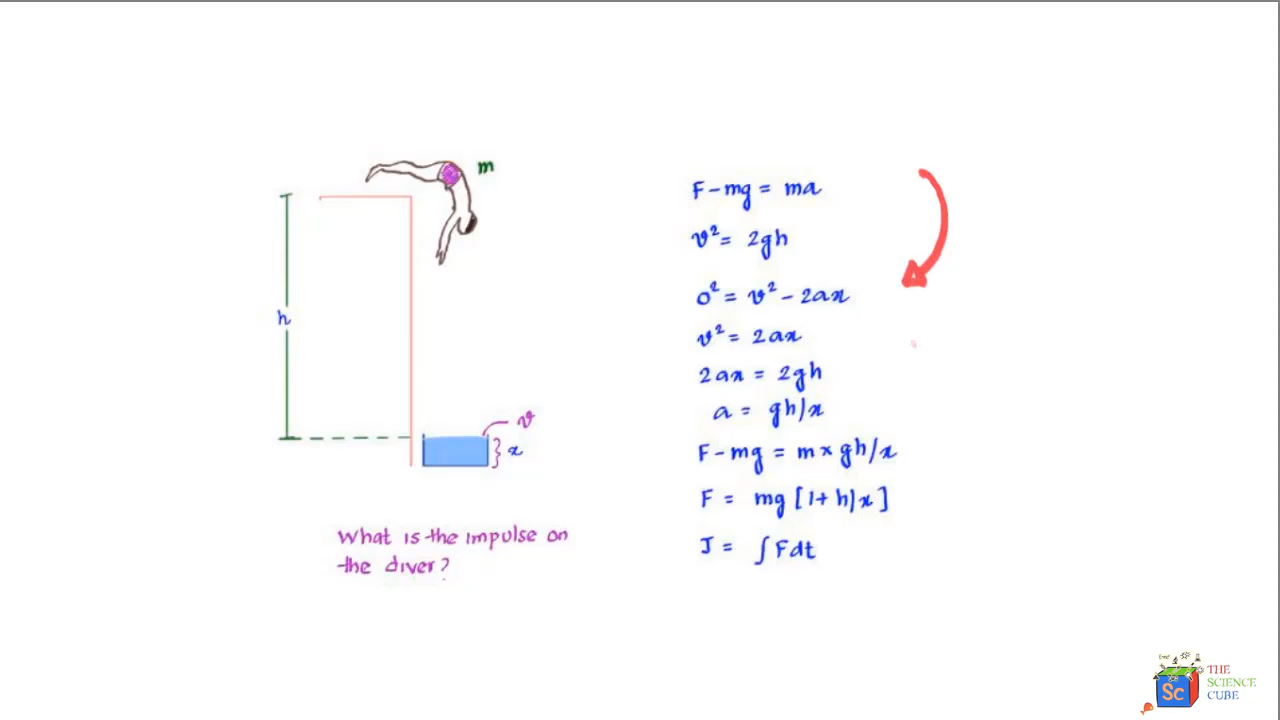 m
h
v
x
What is the impulse on
the diver?
F-mg = ma
v² = 2gh
0² = v² - 2ax
v² = 2ax
2ax = 2gh
a = gh/x
F-mg = m × gh/x
F = mg [1+ h/x]
J = ∫Fdt
Sc
THE
SCIENCE
CUBE